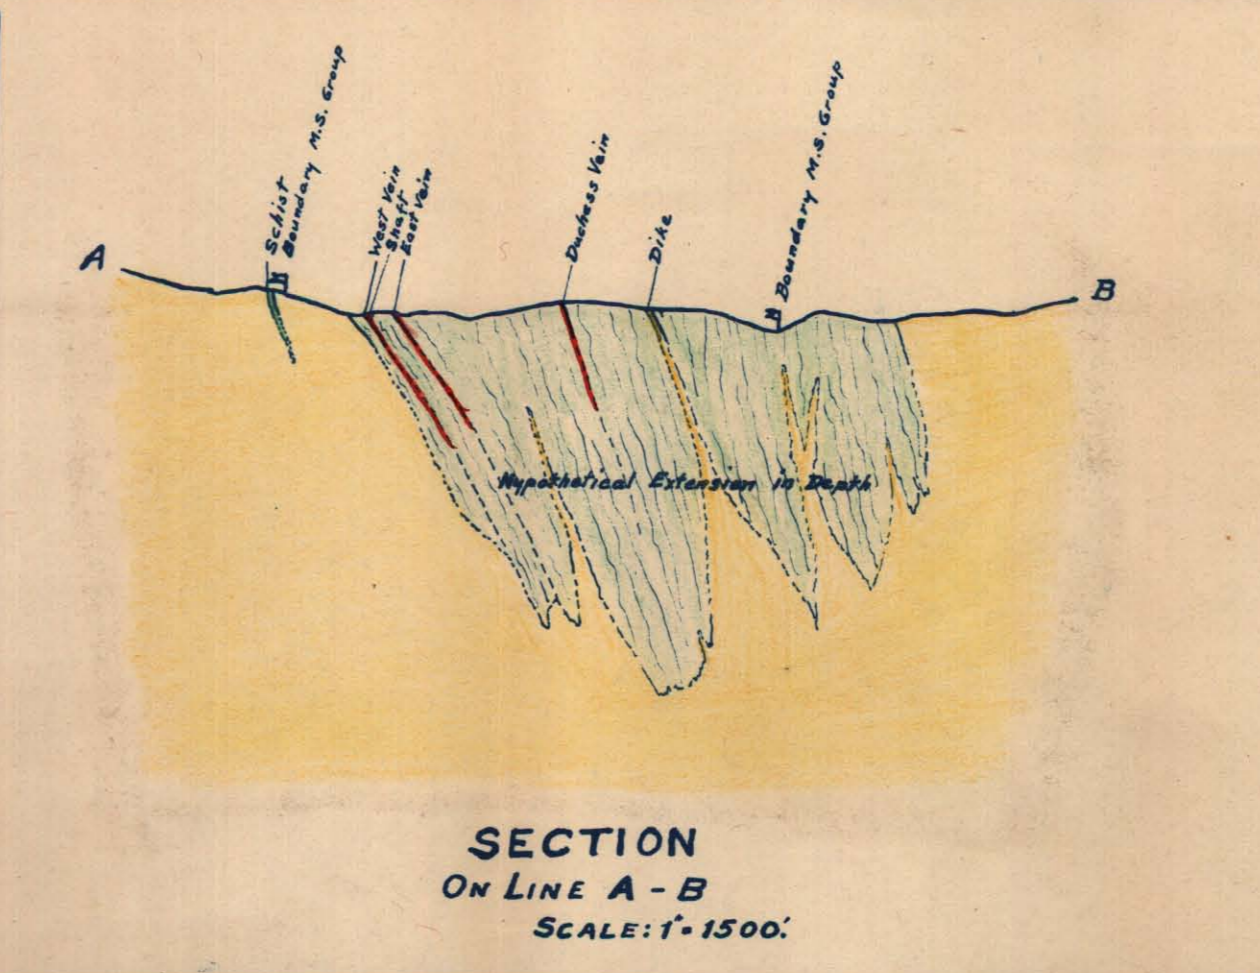 Schist
Boundary M.S. Group
West Vein
Shaft
East Vein
Duchess Vein
Dike
Boundary M.S. Group
A
B
Hypothetical Extension in Depth
SECTION
ON LINE A - B
SCALE: 1" = 1500'.